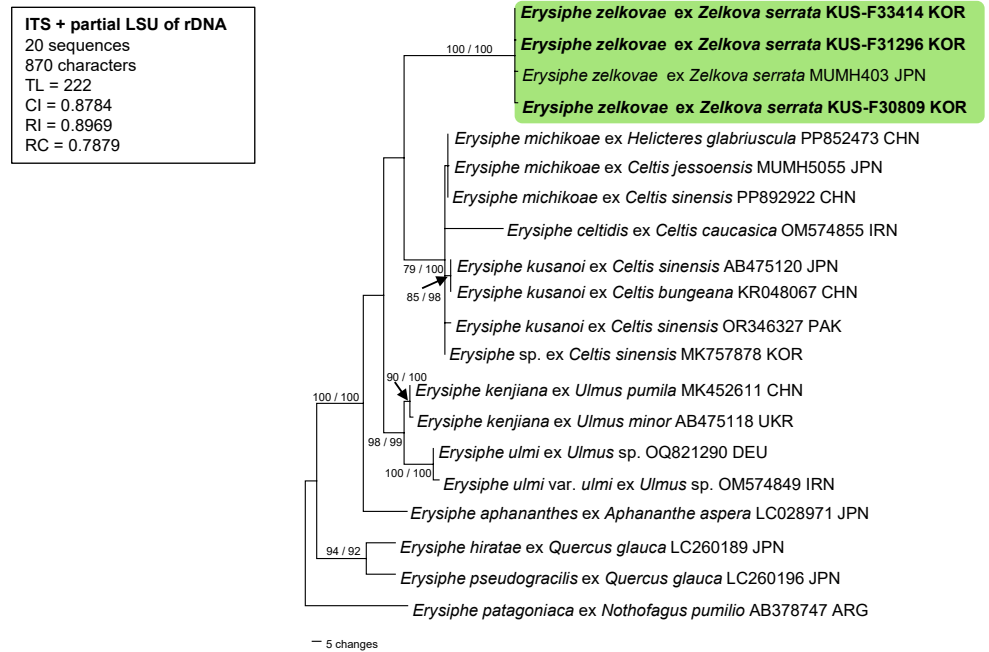 ITS + partial LSU of rDNA
20 sequences
870 characters
TL = 222
CI = 0.8784
RI = 0.8969
RC = 0.7879
Erysiphe zelkovae ex Zelkova serrata KUS-F33414 KOR
100 / 100
Erysiphe zelkovae ex Zelkova serrata KUS-F31296 KOR
Erysiphe zelkovae ex Zelkova serrata MUMH403 JPN
Erysiphe zelkovae ex Zelkova serrata KUS-F30809 KOR
Erysiphe michikoae ex Helicteres glabriuscula PP852473 CHN
Erysiphe michikoae ex Celtis jessoensis MUMH5055 JPN
Erysiphe michikoae ex Celtis sinensis PP892922 CHN
Erysiphe celtidis ex Celtis caucasica OM574855 IRN
79 / 100
Erysiphe kusanoi ex Celtis sinensis AB475120 JPN
85 / 98
Erysiphe kusanoi ex Celtis bungeana KR048067 CHN
Erysiphe kusanoi ex Celtis sinensis OR346327 PAK
Erysiphe sp. ex Celtis sinensis MK757878 KOR
90 / 100
Erysiphe kenjiana ex Ulmus pumila MK452611 CHN
100 / 100
Erysiphe kenjiana ex Ulmus minor AB475118 UKR
98 / 99
Erysiphe ulmi ex Ulmus sp. OQ821290 DEU
100 / 100
Erysiphe ulmi var. ulmi ex Ulmus sp. OM574849 IRN
Erysiphe aphananthes ex Aphananthe aspera LC028971 JPN
94 / 92
Erysiphe hiratae ex Quercus glauca LC260189 JPN
Erysiphe pseudogracilis ex Quercus glauca LC260196 JPN
Erysiphe patagoniaca ex Nothofagus pumilio AB378747 ARG
5 changes